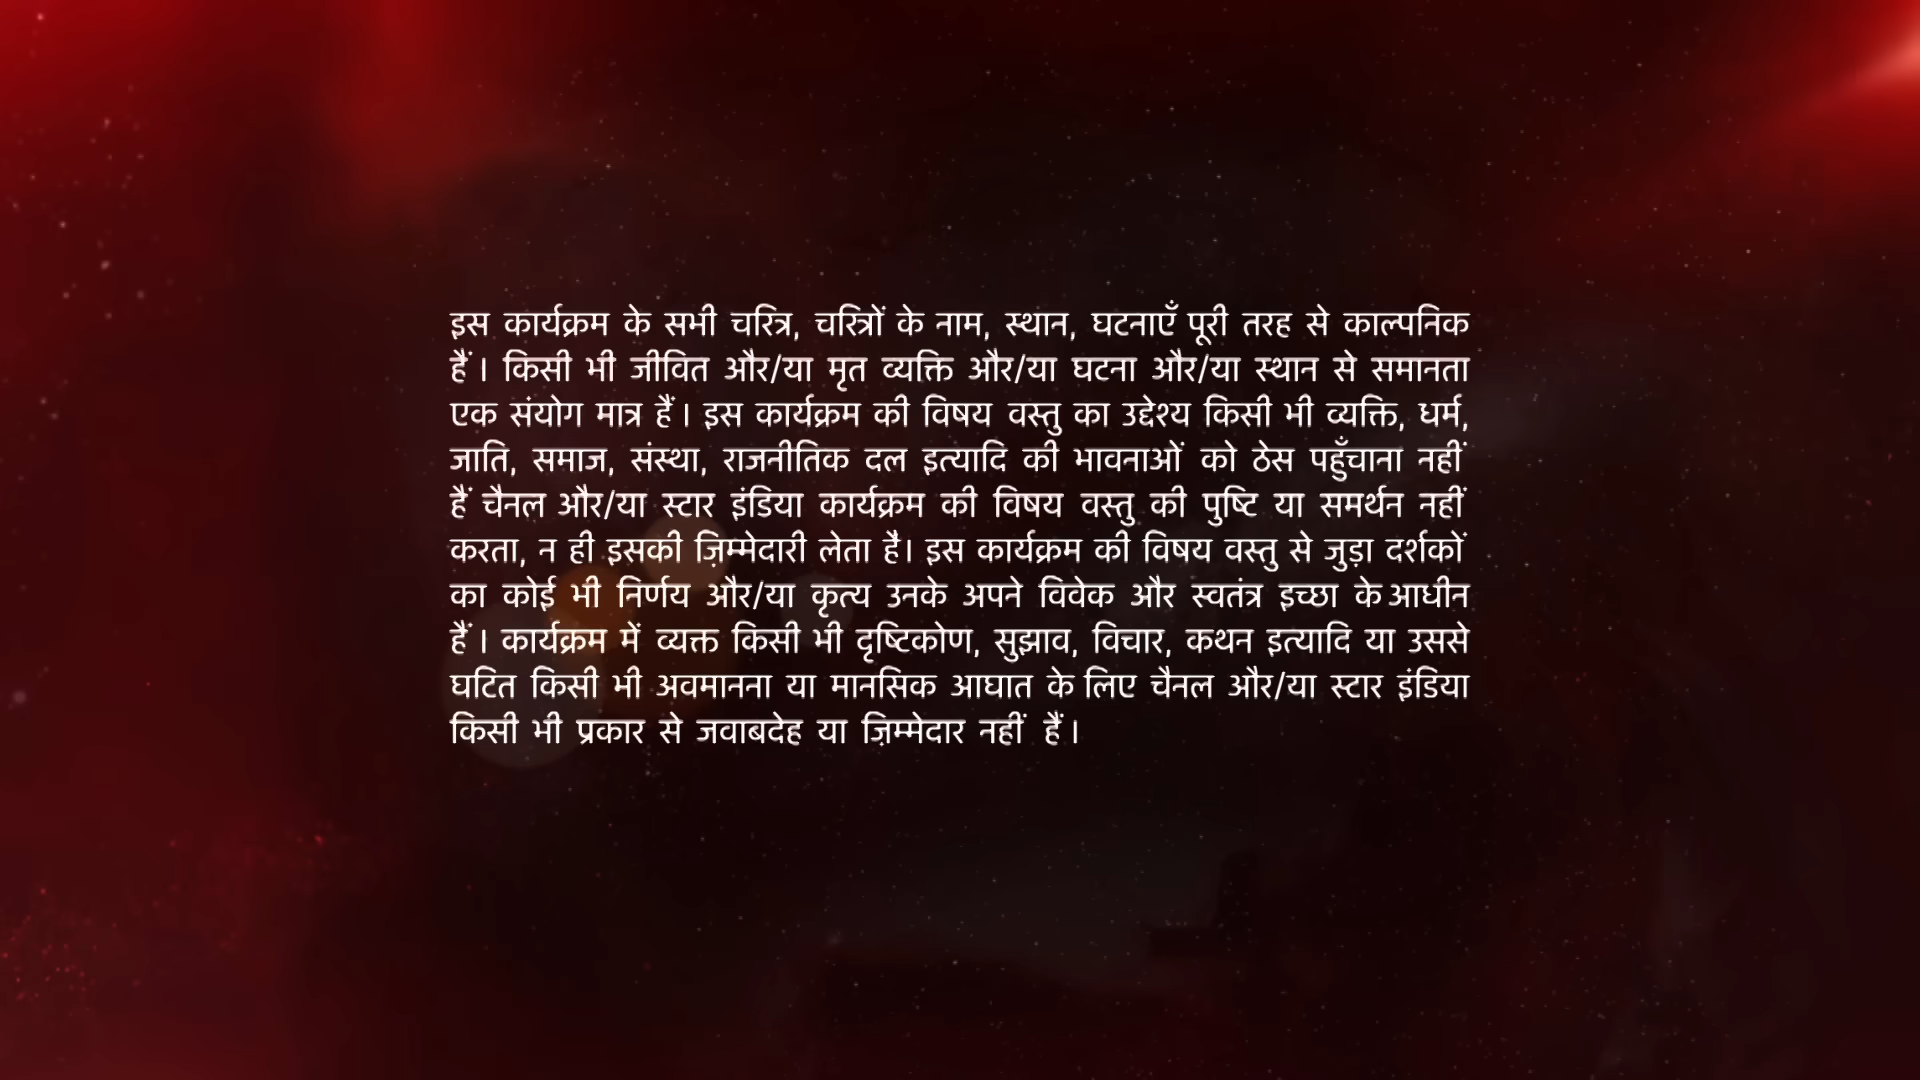 इस कार्यक्रम के सभी चरित्र, चरित्रों के नाम, स्थान, घटनाएँ पूरी तरह से काल्पनिक
हैं । किसी भी जीवित और/या मृत व्यक्ति और/या घटना और/या स्थान से समानता
एक संयोग मात्र हैं । इस कार्यक्रम की विषय वस्तु का उद्देश्य किसी भी व्यक्ति, धर्म,
जाति, समाज, संस्था, राजनीतिक दल इत्यादि की भावनाओं को ठेस पहुँचाना नहीं
हैं चैनल और/या स्टार इंडिया कार्यक्रम की विषय वस्तु की पुष्टि या समर्थन नहीं
करता, न ही इसकी ज़िम्मेदारी लेता है। इस कार्यक्रम की विषय वस्तु से जुड़ा दर्शकों
का कोई भी निर्णय और/या कृत्य उनके अपने विवेक और स्वतंत्र इच्छा के आधीन
हैं । कार्यक्रम में व्यक्त किसी भी दृष्टिकोण, सुझाव, विचार, कथन इत्यादि या उससे
घटित किसी भी अवमानना या मानसिक आघात के लिए चैनल और/या स्टार इंडिया
किसी भी प्रकार से जवाबदेह या ज़िम्मेदार नहीं हैं ।